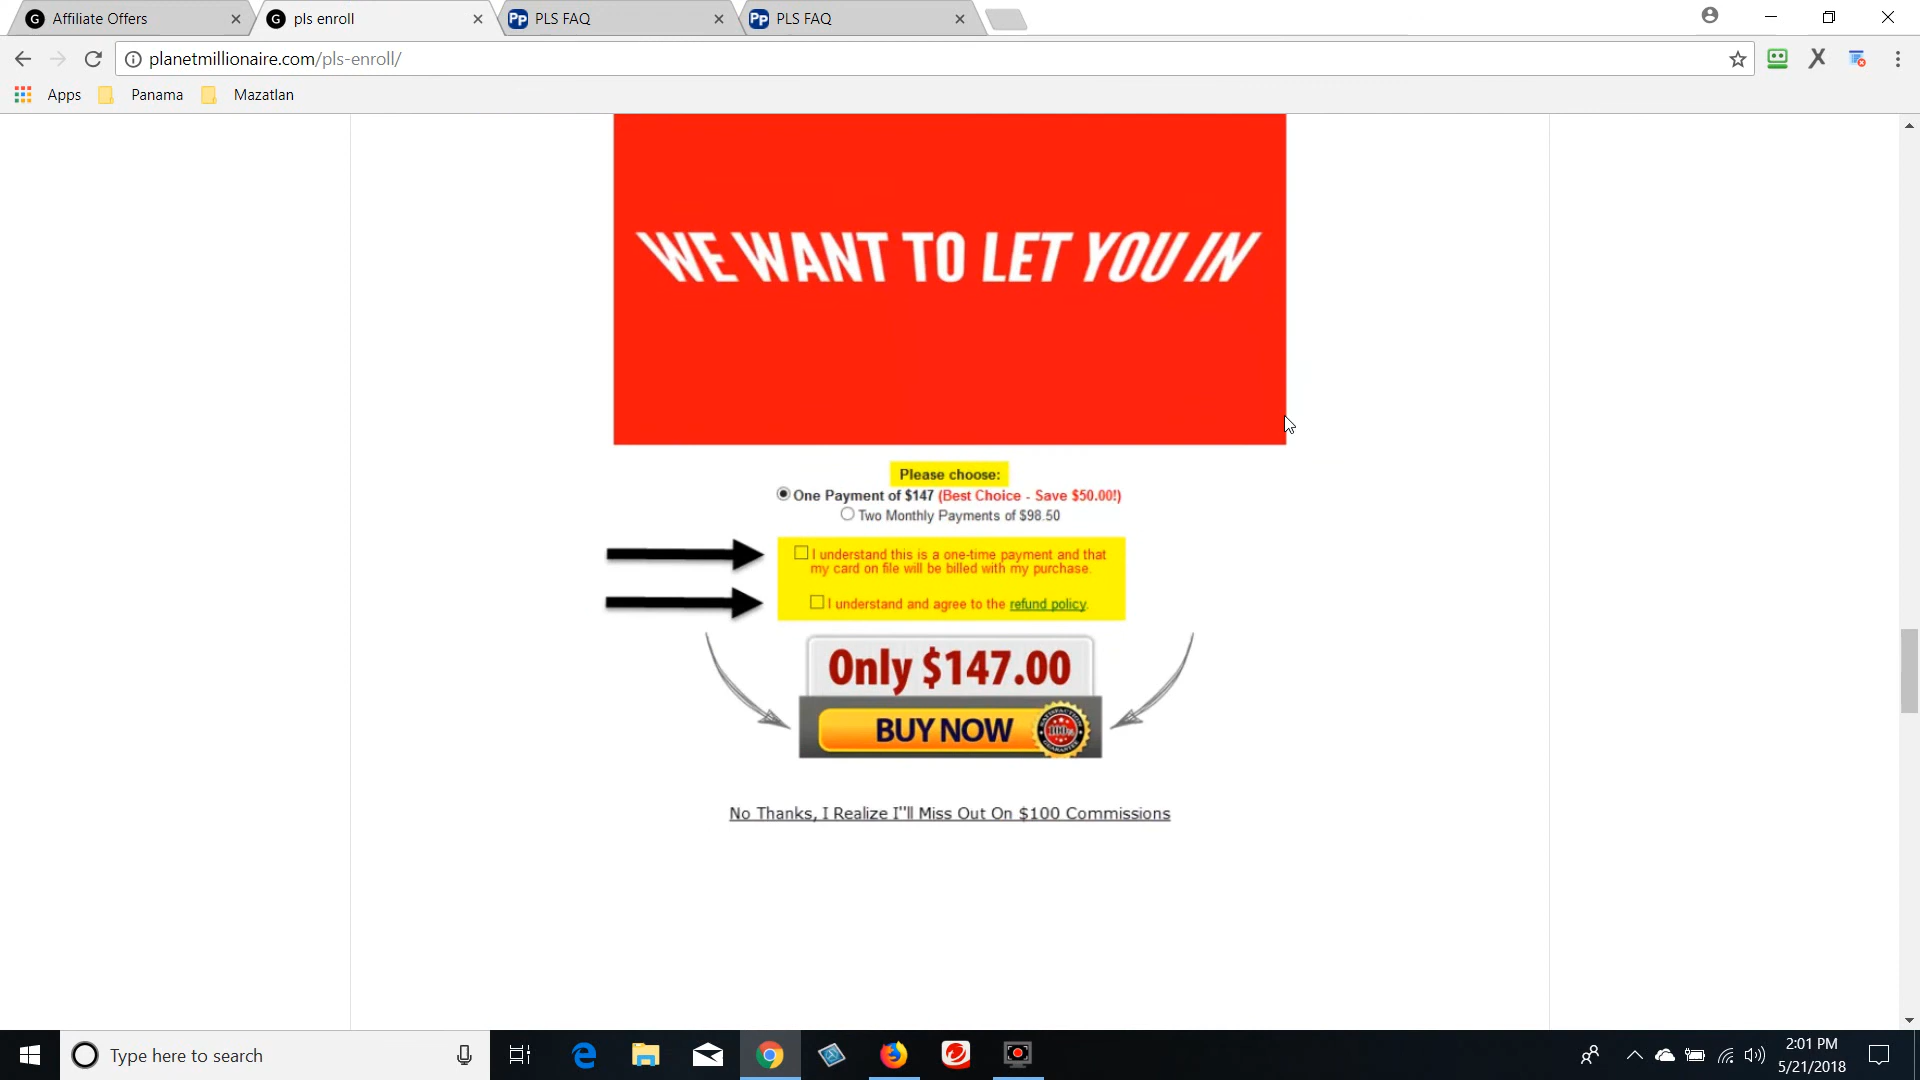 Affiliate Offers
pls enroll
PLS FAQ
PLS FAQ
planetmillionaire.com/pls-enroll/
Apps
Panama
Mazatlan
WE WANT TO LET YOU IN
Please choose:
One Payment of $147 (Best Choice - Save $50.00!)
Two Monthly Payments of $98.50
I understand this is a one-time payment and that
my card on file will be billed with my purchase.
I understand and agree to the refund policy.
Only $147.00
BUY NOW
SATISFACTION
100%
GUARANTEE
No Thanks, I Realize I"ll Miss Out On $100 Commissions
Type here to search
2:01 PM
5/21/2018